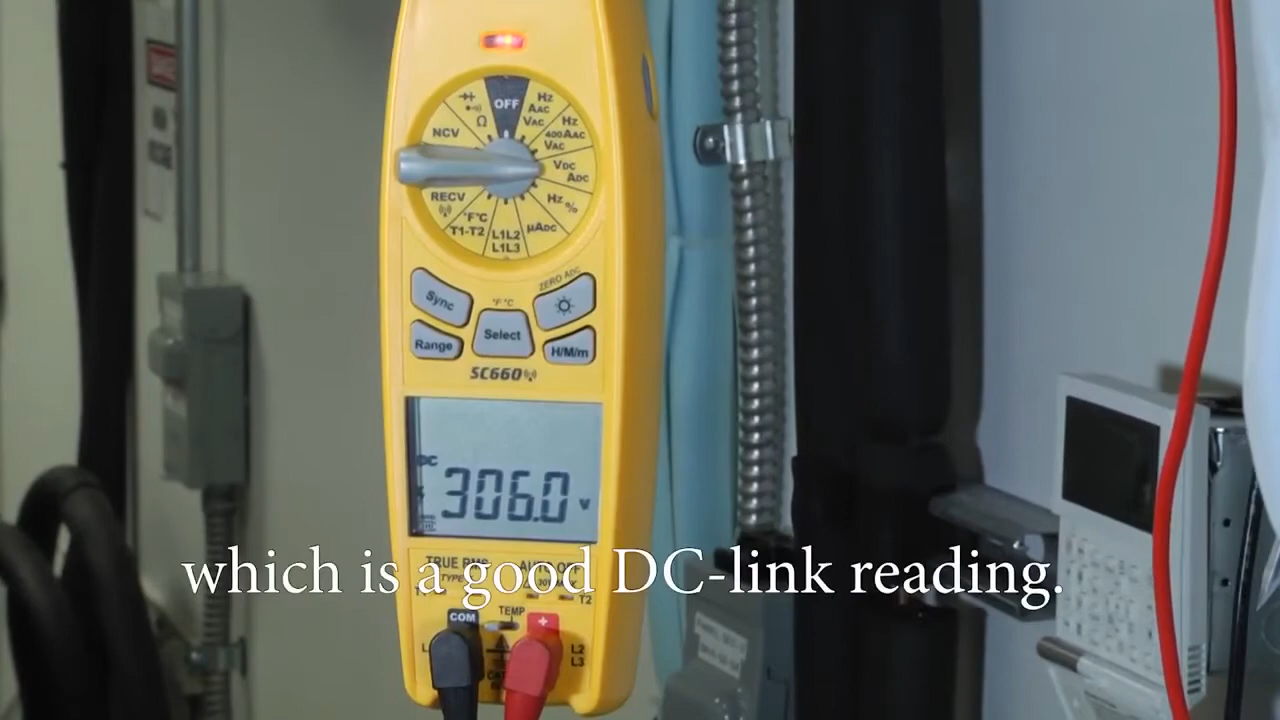 OFF
Hz
AAC
VAC
Hz
400AAC
VAC
VDC
ADC
Hz %
µADC
L1L2
L1L3
°F°C
T1-T2
RECV
NCV
Ω
ZERO ADC
Sync
°F °C
Select
Range
H/M/m
SC660
DC
306.0 V
TRUE RMS
which is a good DC-link reading.
T2
TEMP
COM
+
L2
L3